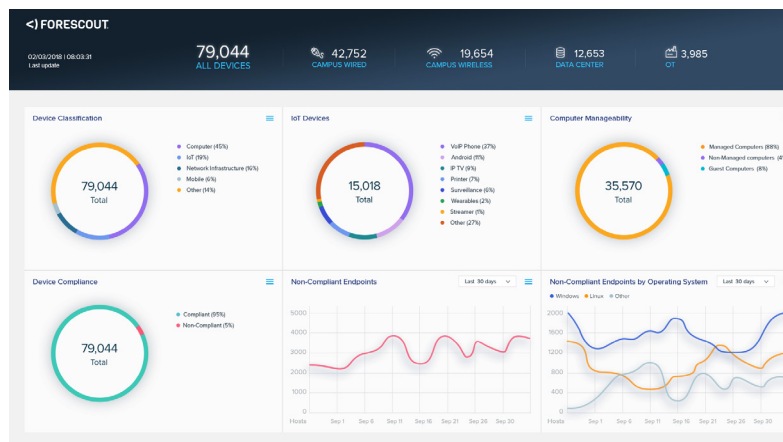 <) FORESCOUT.
02/03/2018 | 08:03:31
Last update
79,044
ALL DEVICES
42,752
CAMPUS WIRED
19,654
CAMPUS WIRELESS
12,653
DATA CENTER
3,985
OT
Device Classification
79,044
Total
Computer (45%)
IoT (19%)
Network Infrastructure (16%)
Mobile (6%)
Other (14%)
IoT Devices
15,018
Total
VoIP Phone (37%)
Android (11%)
IP TV (9%)
Printer (7%)
Surveillance (6%)
Wearables (2%)
Streamer (1%)
Other (27%)
Computer Manageability
35,570
Total
Managed Computers (88%)
Non-Managed computers (4
Guest Computers (8%)
Device Compliance
79,044
Total
Compliant (95%)
Non-Compliant (5%)
Non-Compliant Endpoints
Last 30 days
5000
4000
3000
2000
1000
0
Hosts Sep 1 Sep 6 Sep 11 Sep 16 Sep 21 Sep 26 Sep 30
Non-Compliant Endpoints by Operating System
Last 30 days
Windows Linux Other
2000
1600
1200
800
400
0
Hosts Sep 1 Sep 6 Sep 11 Sep 16 Sep 21 Sep 26 Sep 30